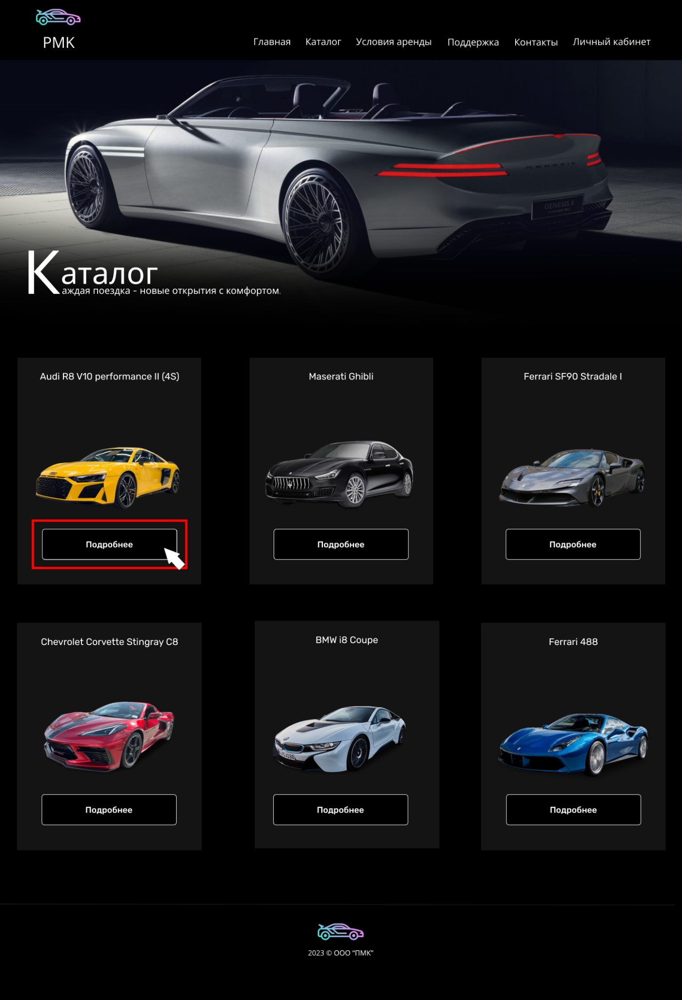 PMK
Главная Каталог Условия аренды Поддержка Контакты Личный кабинет
GENESIS
GENESIS X
CONVERTIBLE
Каталог
аждая поездка - новые открытия с комфортом.
Audi R8 V10 performance II (4S)
Maserati Ghibli
Ferrari SF90 Stradale I
Подробнее
Подробнее
Подробнее
Chevrolet Corvette Stingray C8
BMW i8 Coupe
Ferrari 488
Подробнее
Подробнее
Подробнее
2023 © ООО “ПМК”